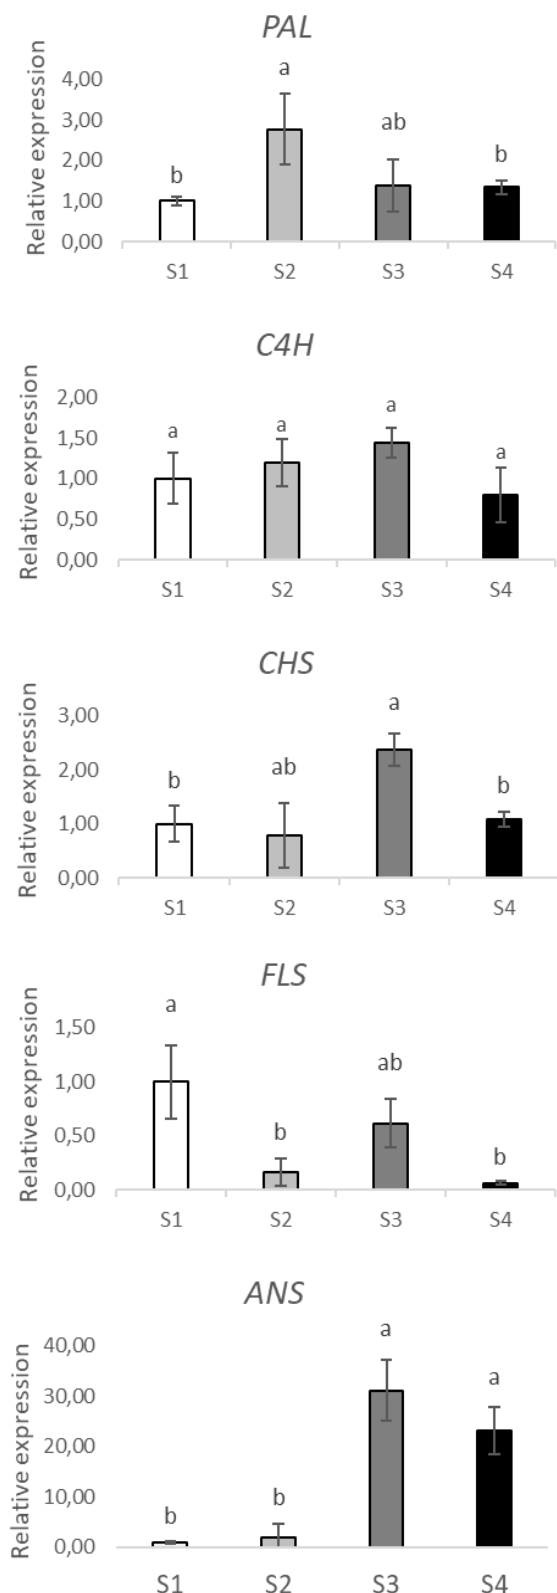 PAL
Relative expression
4,00
3,00
2,00
1,00
0,00
b
a
ab
b
S1 S2 S3 S4
C4H
Relative expression
2,00
1,50
1,00
0,50
0,00
a
a
a
a
S1 S2 S3 S4
CHS
Relative expression
3,00
2,00
1,00
0,00
b
ab
a
b
S1 S2 S3 S4
FLS
Relative expression
1,50
1,00
0,50
0,00
a
b
ab
b
S1 S2 S3 S4
ANS
Relative expression
40,00
30,00
20,00
10,00
0,00
b
b
a
a
S1 S2 S3 S4